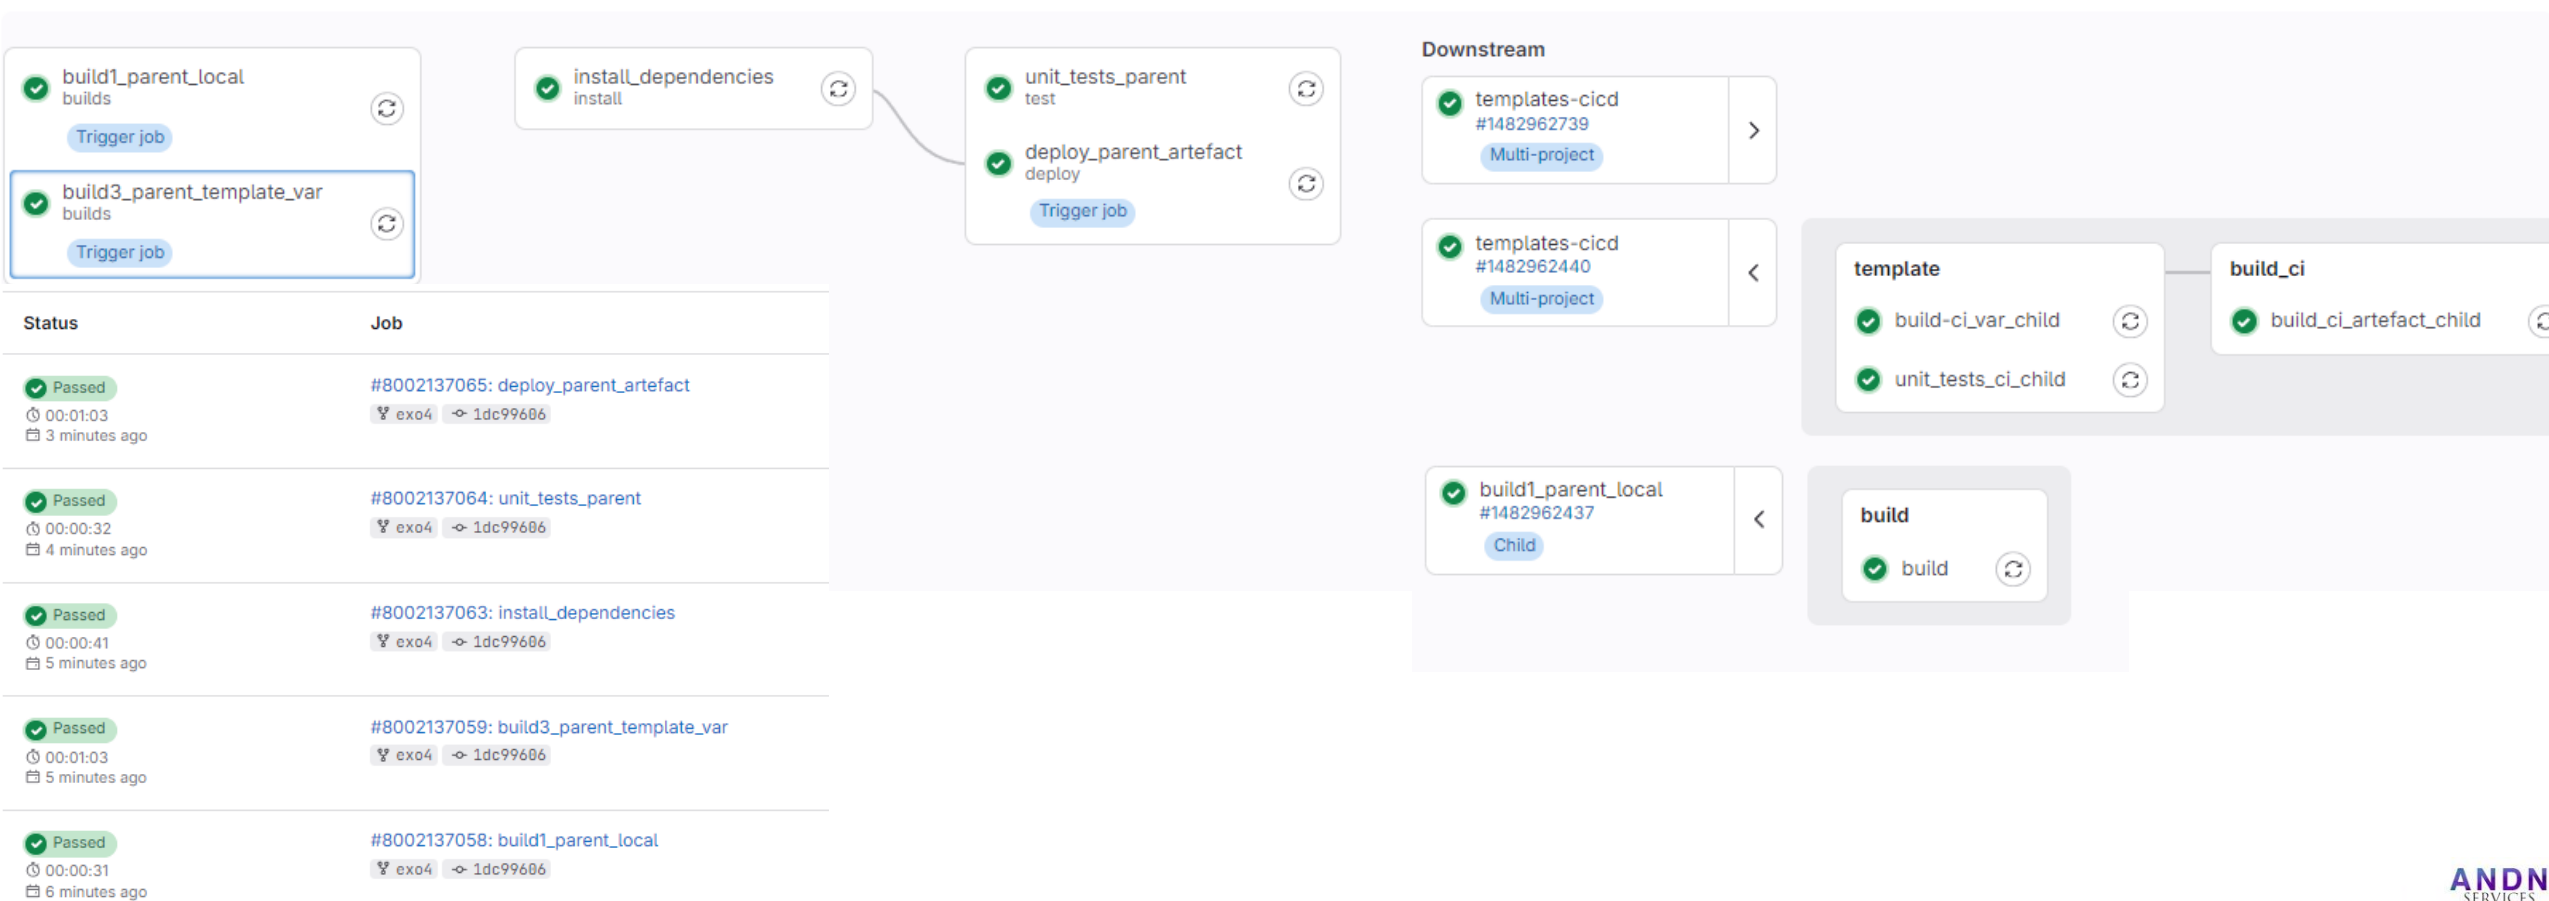 build1_parent_local
builds
Trigger job
build3_parent_template_var
builds
Trigger job
install_dependencies
install
unit_tests_parent
test
deploy_parent_artefact
deploy
Trigger job
Downstream
templates-cicd
#1482962739
Multi-project
templates-cicd
#1482962440
Multi-project
template
build-ci_var_child
unit_tests_ci_child
build_ci
build_ci_artefact_child
build1_parent_local
#1482962437
Child
build
build
Status Job
Passed
00:01:03
3 minutes ago
#8002137065: deploy_parent_artefact
exo4 1dc99606
Passed
00:00:32
4 minutes ago
#8002137064: unit_tests_parent
exo4 1dc99606
Passed
00:00:41
5 minutes ago
#8002137063: install_dependencies
exo4 1dc99606
Passed
00:01:03
5 minutes ago
#8002137059: build3_parent_template_var
exo4 1dc99606
Passed
00:00:31
6 minutes ago
#8002137058: build1_parent_local
exo4 1dc99606
ANDN
SERVICES